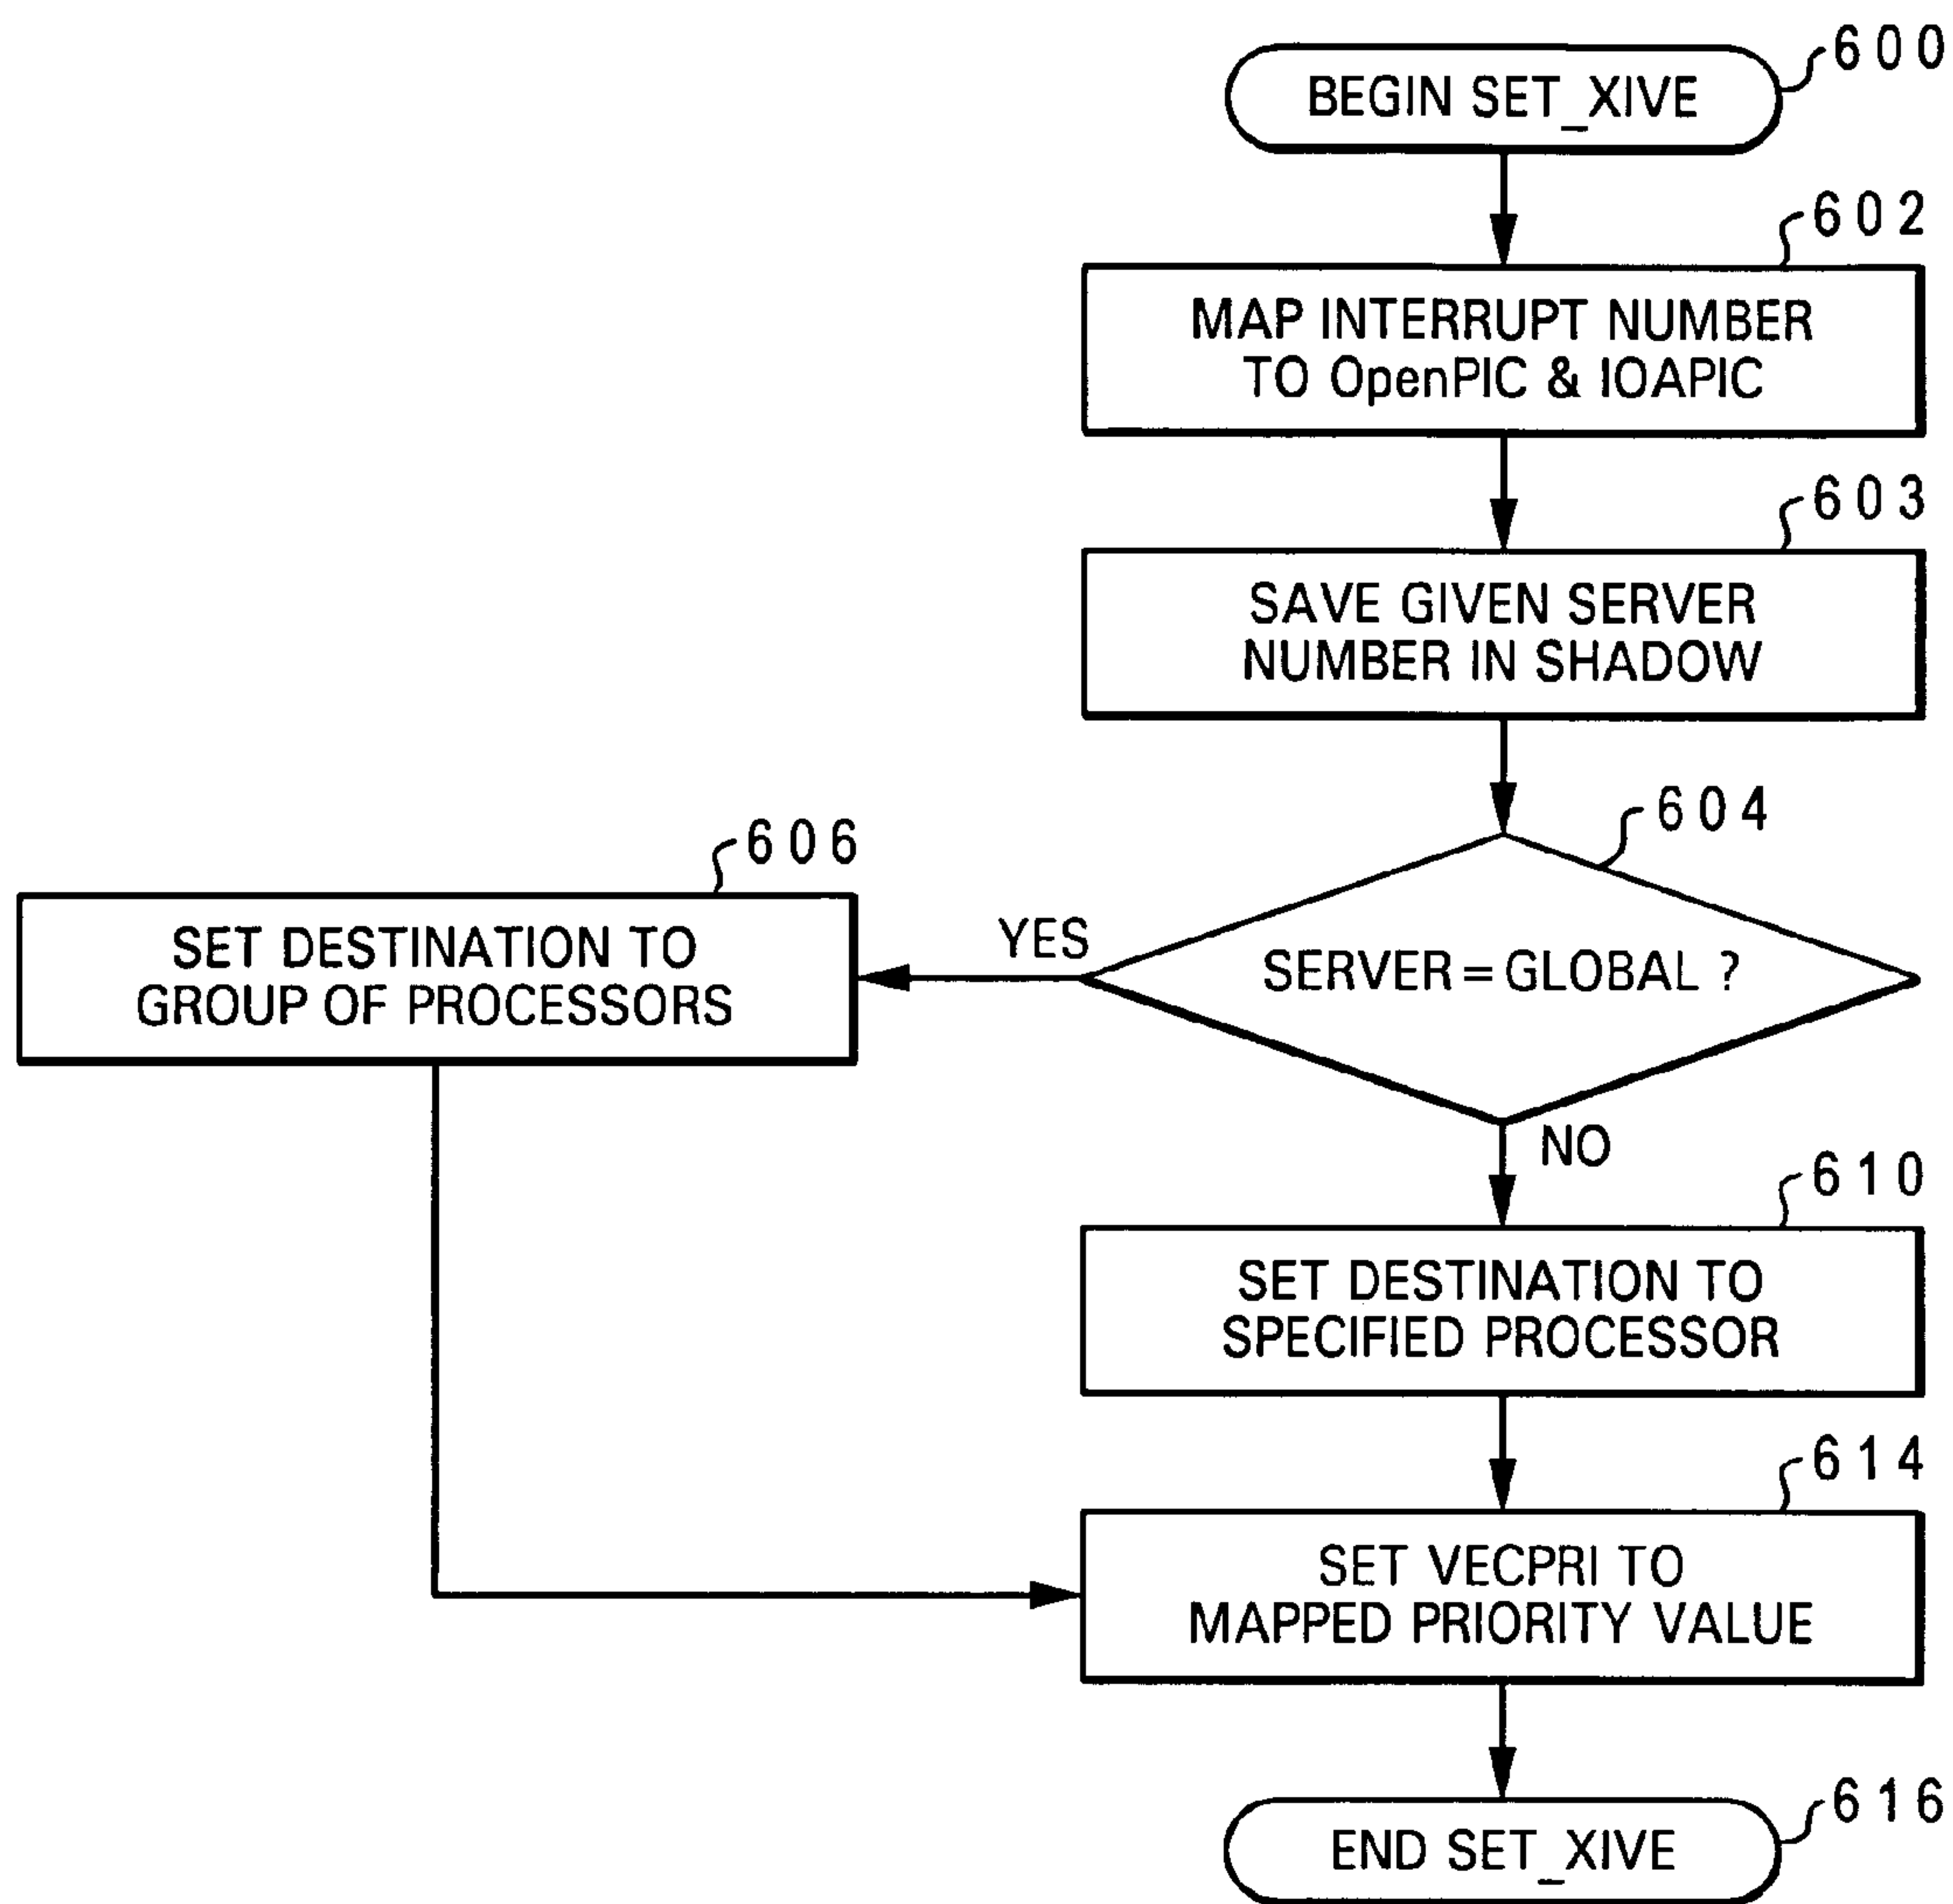 600
BEGIN SET_XIVE
602
MAP INTERRUPT NUMBER
TO OpenPIC & IOAPIC
603
SAVE GIVEN SERVER
NUMBER IN SHADOW
604
SERVER = GLOBAL ?
YES
606
SET DESTINATION TO
GROUP OF PROCESSORS
NO
610
SET DESTINATION TO
SPECIFIED PROCESSOR
614
SET VECPRI TO
MAPPED PRIORITY VALUE
616
END SET_XIVE